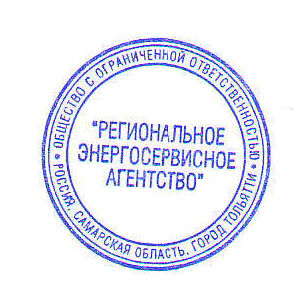 * ОБЩЕСТВО С ОГРАНИЧЕННОЙ ОТВЕТСТВЕННОСТЬЮ *
"РЕГИОНАЛЬНОЕ
ЭНЕРГОСЕРВИСНОЕ
АГЕНТСТВО"
РОССИЯ, САМАРСКАЯ ОБЛАСТЬ, ГОРОД ТОЛЬЯТТИ